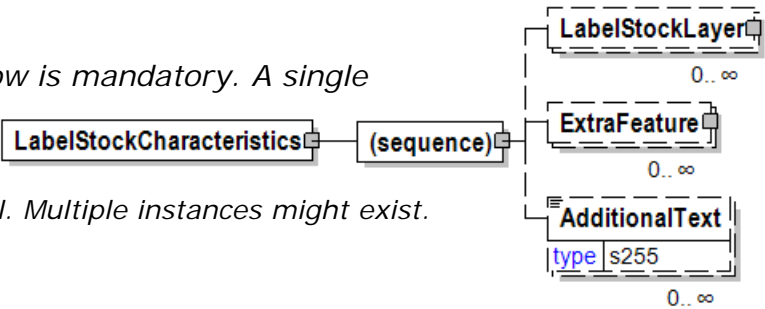 LabelStockLayer
0.. ∞
ow is mandatory. A single
LabelStockCharacteristics
(sequence)
ExtraFeature
0.. ∞
l. Multiple instances might exist.
AdditionalText
type s255
0.. ∞